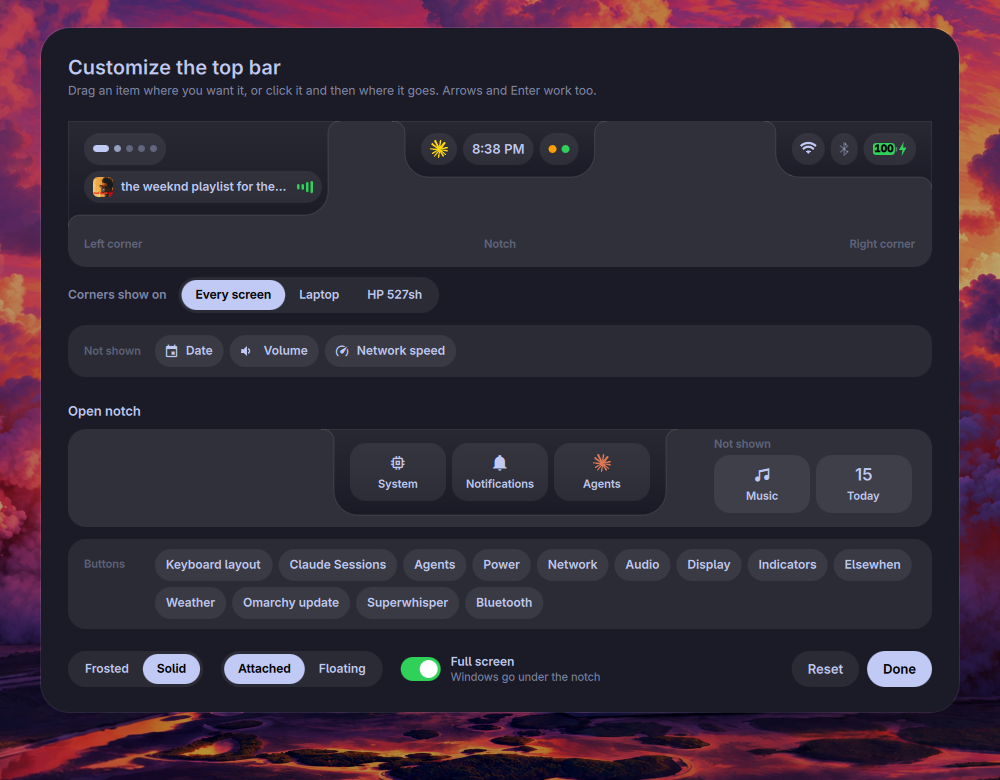 Customize the top bar
Drag an item where you want it, or click it and then where it goes. Arrows and Enter work too.
8:38 PM
100
the weeknd playlist for the...
Left corner
Notch
Right corner
Corners show on
Every screen
Laptop
HP 527sh
Not shown
Date
Volume
Network speed
Open notch
System
Notifications
Agents
Not shown
Music
15
Today
Buttons
Keyboard layout
Claude Sessions
Agents
Power
Network
Audio
Display
Indicators
Elsewhen
Weather
Omarchy update
Superwhisper
Bluetooth
Frosted
Solid
Attached
Floating
Full screen
Windows go under the notch
Reset
Done